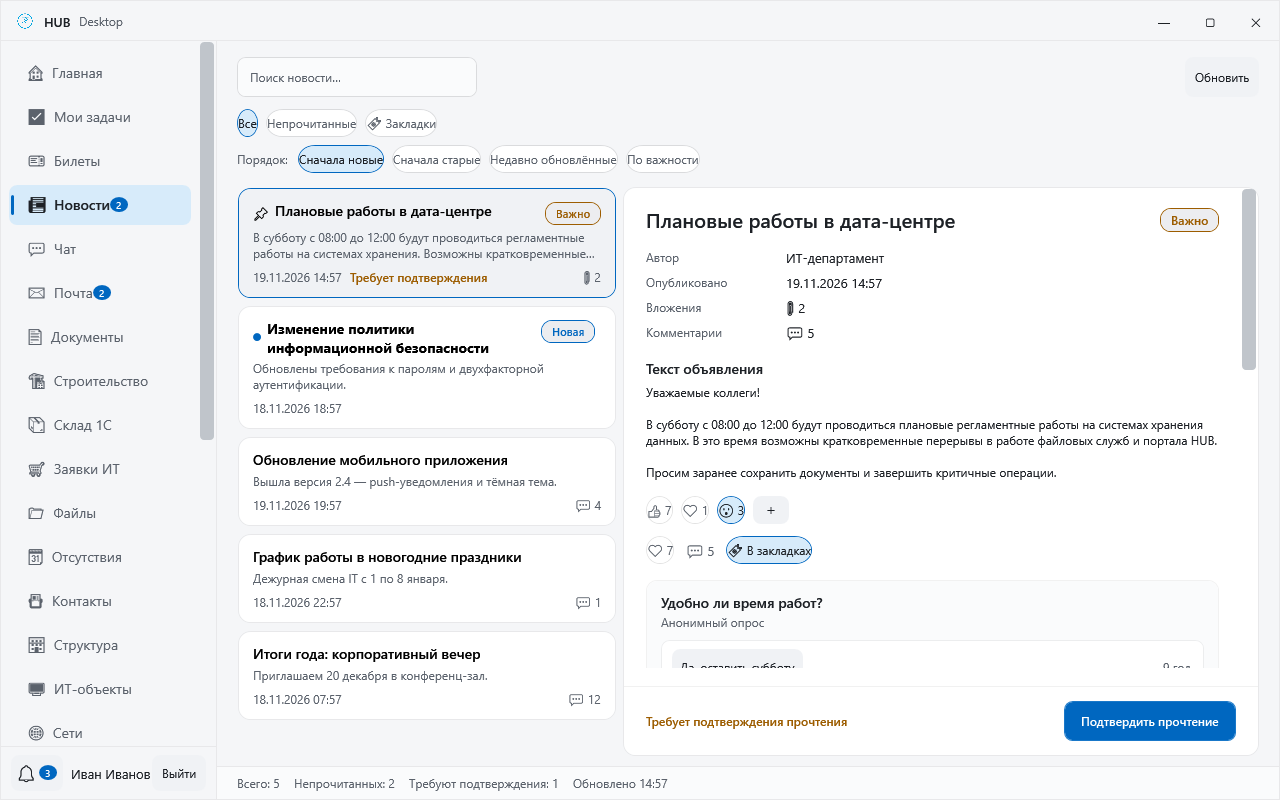 HUB Desktop
Главная
Мои задачи
Билеты
Новости 2
Чат
Почта 2
Документы
Строительство
Склад 1С
Заявки ИТ
Файлы
31 Отсутствия
Контакты
Структура
ИТ-объекты
Сети
3 Иван Иванов Выйти
Поиск новости...
Обновить
Все Непрочитанные Закладки
Порядок: Сначала новые Сначала старые Недавно обновлённые По важности
Плановые работы в дата-центре Важно
В субботу с 08:00 до 12:00 будут проводиться регламентные
работы на системах хранения. Возможны кратковременные...
19.11.2026 14:57 Требует подтверждения 2
Изменение политики
информационной безопасности
Новая
Обновлены требования к паролям и двухфакторной
аутентификации.
18.11.2026 18:57
Обновление мобильного приложения
Вышла версия 2.4 — push-уведомления и тёмная тема.
19.11.2026 19:57 4
График работы в новогодние праздники
Дежурная смена IT с 1 по 8 января.
18.11.2026 22:57 1
Итоги года: корпоративный вечер
Приглашаем 20 декабря в конференц-зал.
18.11.2026 07:57 12
Плановые работы в дата-центре Важно
Автор ИТ-департамент
Опубликовано 19.11.2026 14:57
Вложения 2
Комментарии 5
Текст объявления
Уважаемые коллеги!
В субботу с 08:00 до 12:00 будут проводиться плановые регламентные работы на системах хранения
данных. В это время возможны кратковременные перерывы в работе файловых служб и портала HUB.
Просим заранее сохранить документы и завершить критичные операции.
7 1 3 +
7 5 В закладках
Удобно ли время работ?
Анонимный опрос
Да, оставить субботу 9 гол.
Требует подтверждения прочтения Подтвердить прочтение
Всего: 5 Непрочитанных: 2 Требуют подтверждения: 1 Обновлено 14:57